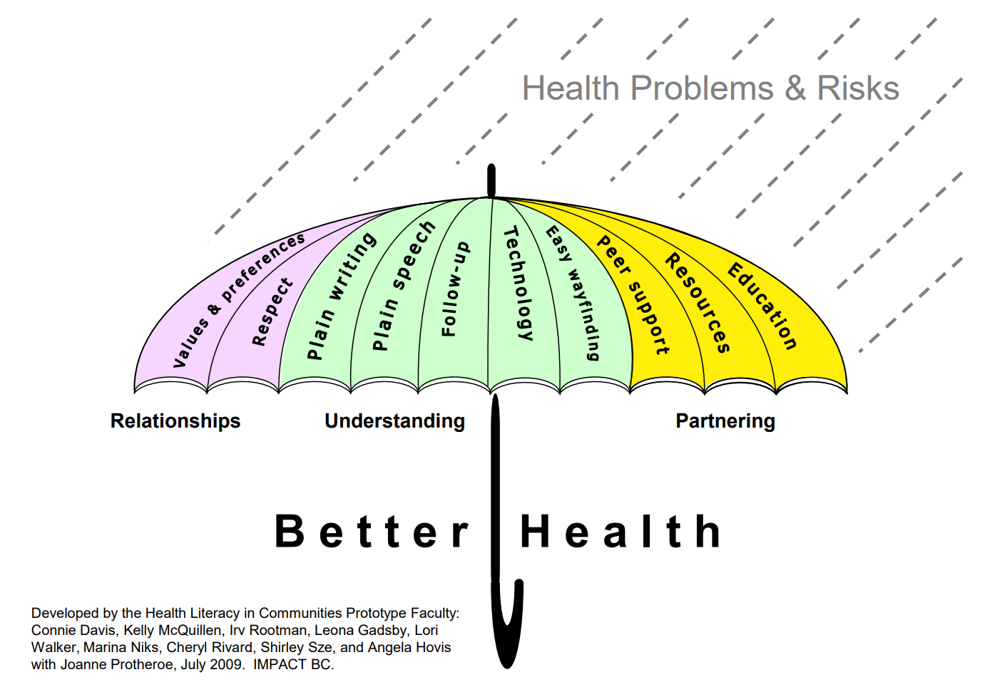 Health Problems & Risks
Values & preferences
Respect
Plain writing
Plain speech
Follow-up
Technology
Easy wayfinding
Peer support
Resources
Education
Relationships
Understanding
Partnering
Better Health
Developed by the Health Literacy in Communities Prototype Faculty:
Connie Davis, Kelly McQuillen, Irv Rootman, Leona Gadsby, Lori
Walker, Marina Niks, Cheryl Rivard, Shirley Sze, and Angela Hovis
with Joanne Protheroe, July 2009.  IMPACT BC.